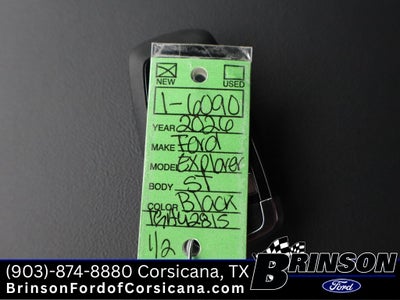 NEW
USED
1-6090
YEAR 2026
MAKE Ford
MODEL Explorer
BODY ST
COLOR Black
1/2
(903)-874-8880 Corsicana, TX
BrinsonFordofCorsicana.com
BRINSON
Ford